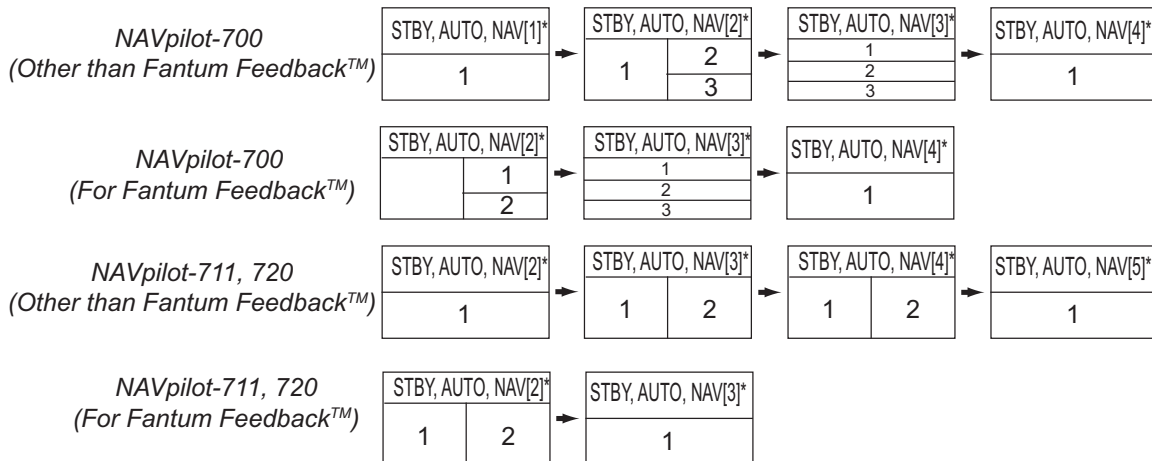 NAVpilot-700
(Other than Fantum Feedback™)
STBY, AUTO, NAV[1]*
1
STBY, AUTO, NAV[2]*
1
2
3
STBY, AUTO, NAV[3]*
1
2
3
STBY, AUTO, NAV[4]*
1
NAVpilot-700
(For Fantum Feedback™)
STBY, AUTO, NAV[2]*
1
2
STBY, AUTO, NAV[3]*
1
2
3
STBY, AUTO, NAV[4]*
1
NAVpilot-711, 720
(Other than Fantum Feedback™)
STBY, AUTO, NAV[2]*
1
STBY, AUTO, NAV[3]*
1 2
STBY, AUTO, NAV[4]*
1 2
STBY, AUTO, NAV[5]*
1
NAVpilot-711, 720
(For Fantum Feedback™)
STBY, AUTO, NAV[2]*
1 2
STBY, AUTO, NAV[3]*
1